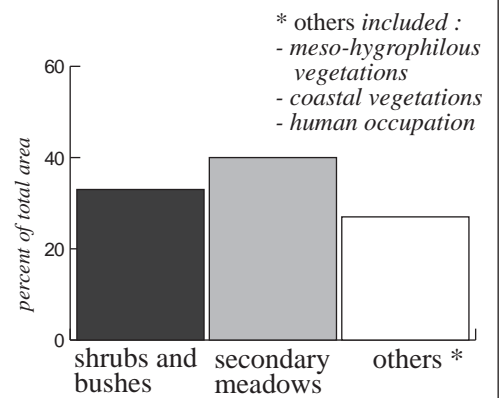 * others included :
- meso-hygrophilous
vegetations
- coastal vegetations
- human occupation
percent of total area
60
40
20
0
shrubs and
bushes
secondary
meadows
others *